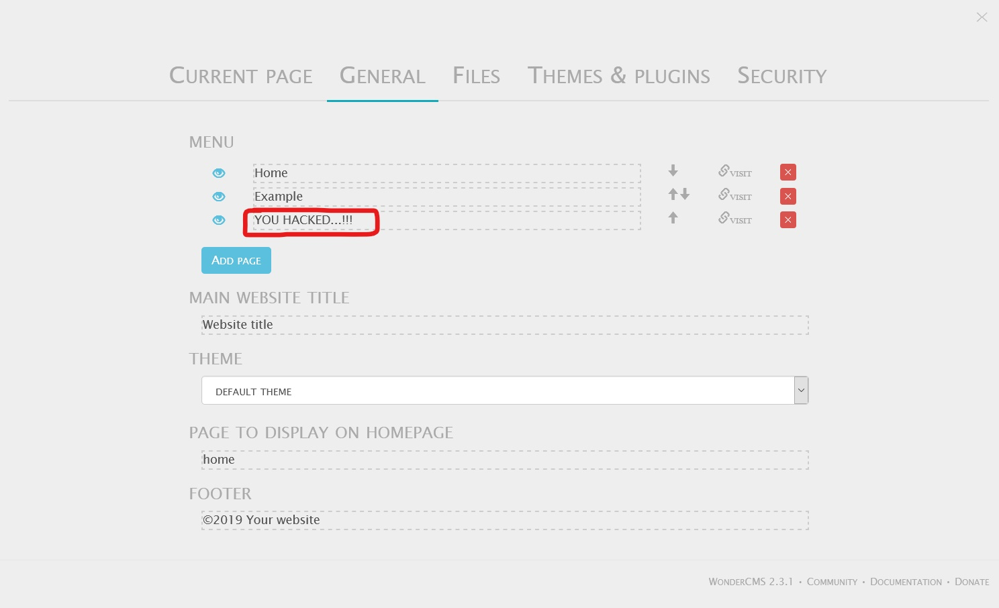 CURRENT PAGE GENERAL FILES THEMES & PLUGINS SECURITY
MENU
Home VISIT
Example VISIT
YOU HACKED...!!! VISIT
ADD PAGE
MAIN WEBSITE TITLE
Website title
THEME
DEFAULT THEME
PAGE TO DISPLAY ON HOMEPAGE
home
FOOTER
©2019 Your website
WONDERCMS 2.3.1 • COMMUNITY • DOCUMENTATION • DONATE